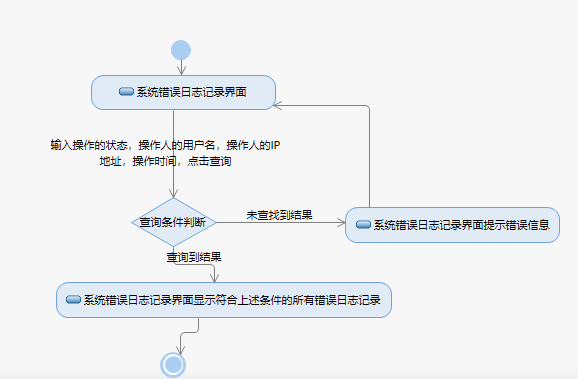 系统错误日志记录界面
输入操作的状态，操作人的用户名，操作人的IP
地址，操作时间，点击查询
查询条件判断
未查找到结果
系统错误日志记录界面提示错误信息
查询到结果
系统错误日志记录界面显示符合上述条件的所有错误日志记录